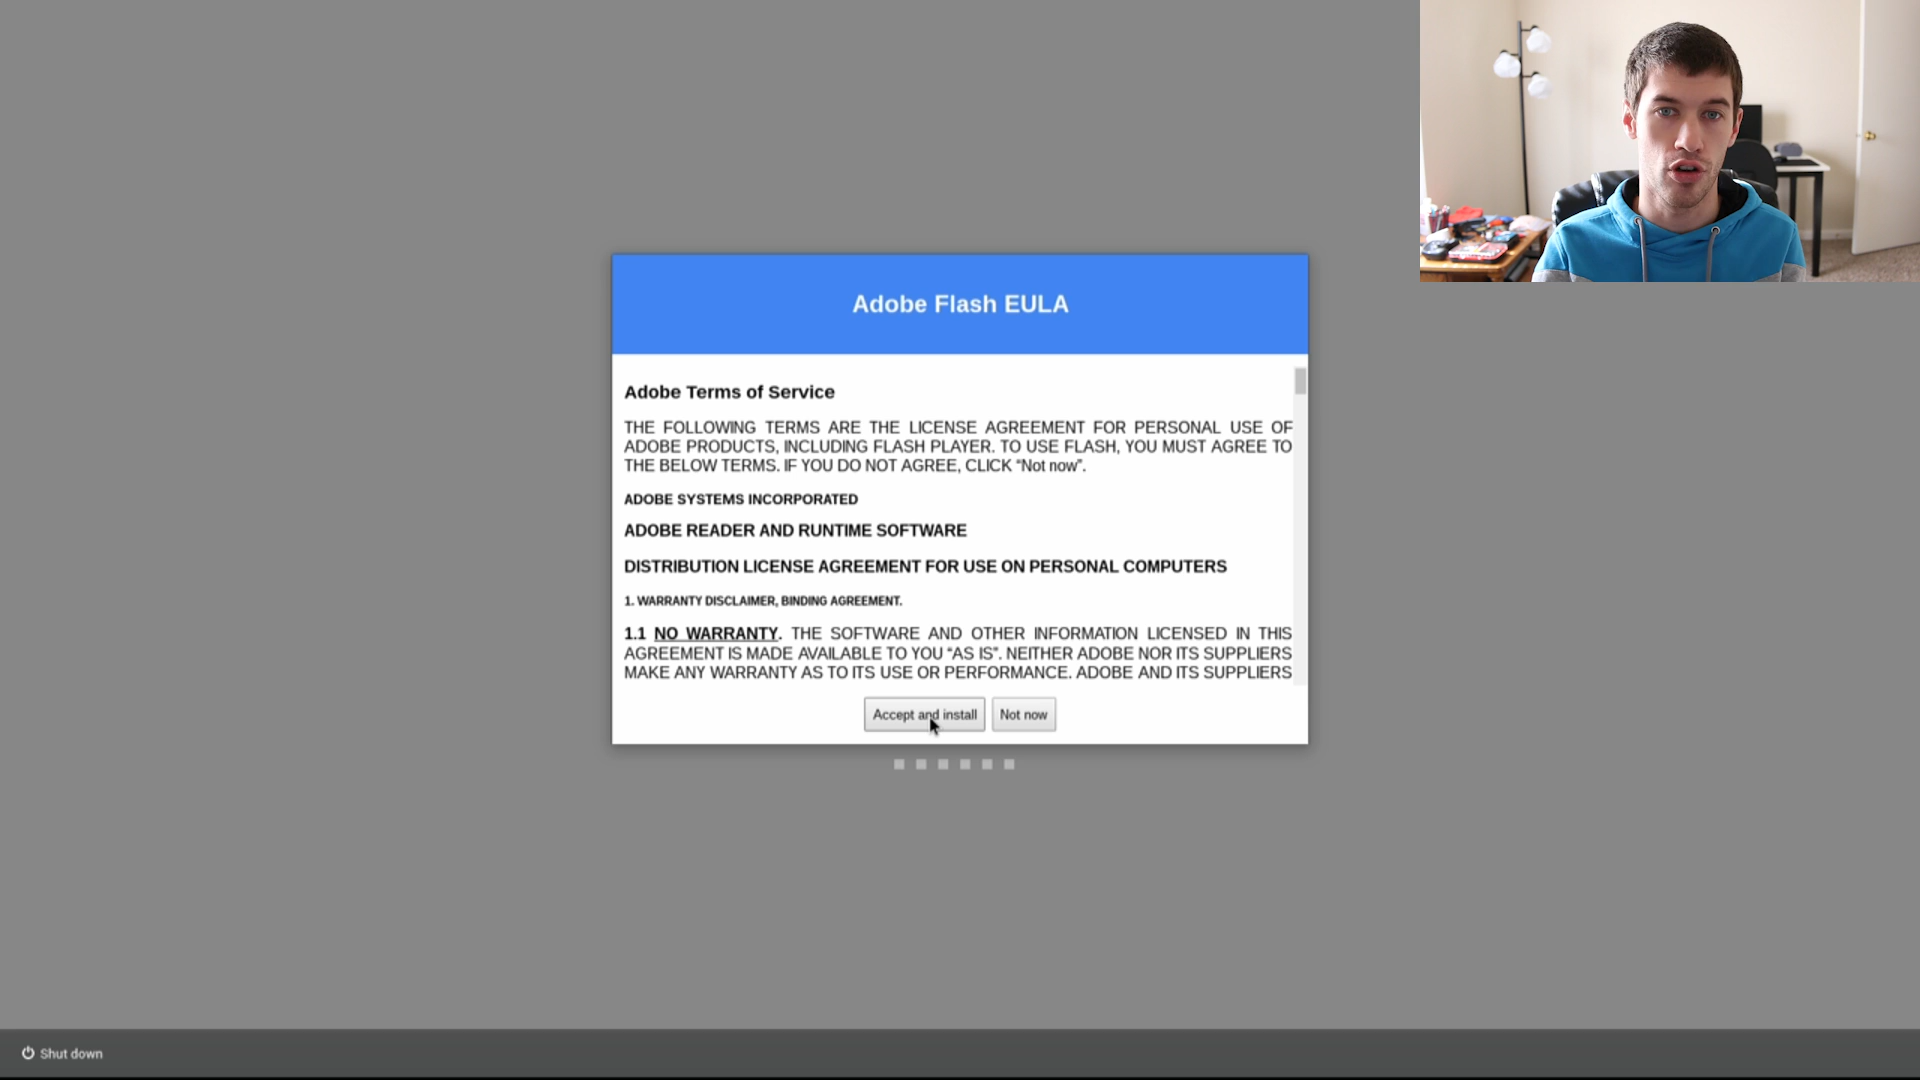 Adobe Flash EULA
Adobe Terms of Service
THE FOLLOWING TERMS ARE THE LICENSE AGREEMENT FOR PERSONAL USE OF
ADOBE PRODUCTS, INCLUDING FLASH PLAYER. TO USE FLASH, YOU MUST AGREE TO
THE BELOW TERMS. IF YOU DO NOT AGREE, CLICK “Not now”.
ADOBE SYSTEMS INCORPORATED
ADOBE READER AND RUNTIME SOFTWARE
DISTRIBUTION LICENSE AGREEMENT FOR USE ON PERSONAL COMPUTERS
1. WARRANTY DISCLAIMER, BINDING AGREEMENT.
1.1 NO WARRANTY. THE SOFTWARE AND OTHER INFORMATION LICENSED IN THIS
AGREEMENT IS MADE AVAILABLE TO YOU “AS IS”. NEITHER ADOBE NOR ITS SUPPLIERS
MAKE ANY WARRANTY AS TO ITS USE OR PERFORMANCE. ADOBE AND ITS SUPPLIERS
Accept and install Not now
Shut down